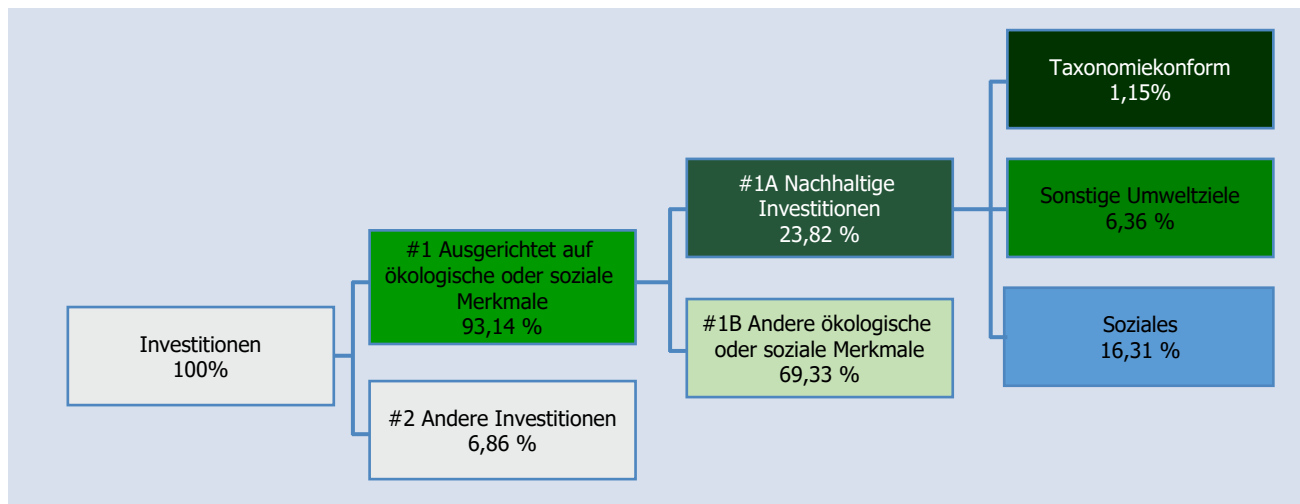 Investitionen
100%
#1 Ausgerichtet auf
ökologische oder soziale
Merkmale
93,14 %
#2 Andere Investitionen
6,86 %
#1A Nachhaltige
Investitionen
23,82 %
#1B Andere ökologische
oder soziale Merkmale
69,33 %
Taxonomiekonform
1,15%
Sonstige Umweltziele
6,36 %
Soziales
16,31 %